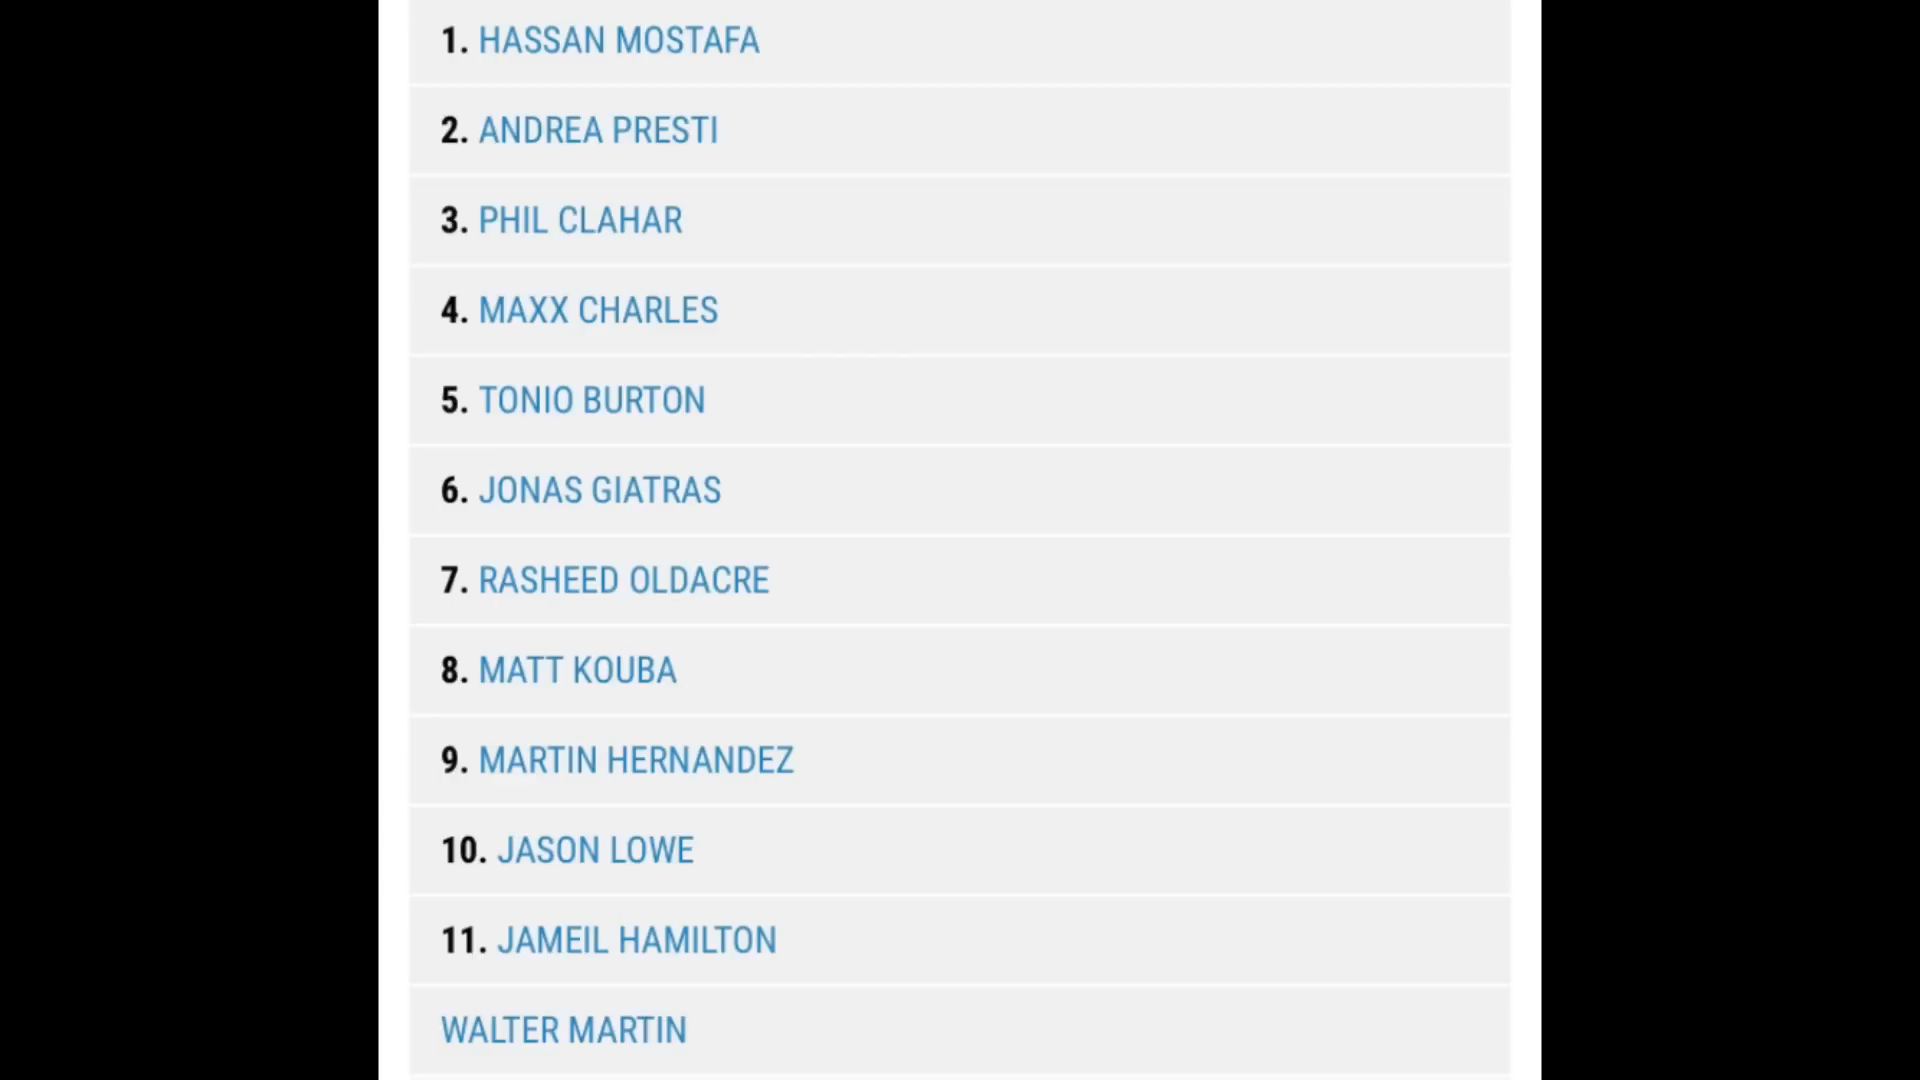 1. HASSAN MOSTAFA
2. ANDREA PRESTI
3. PHIL CLAHAR
4. MAXX CHARLES
5. TONIO BURTON
6. JONAS GIATRAS
7. RASHEED OLDACRE
8. MATT KOUBA
9. MARTIN HERNANDEZ
10. JASON LOWE
11. JAMEIL HAMILTON
WALTER MARTIN